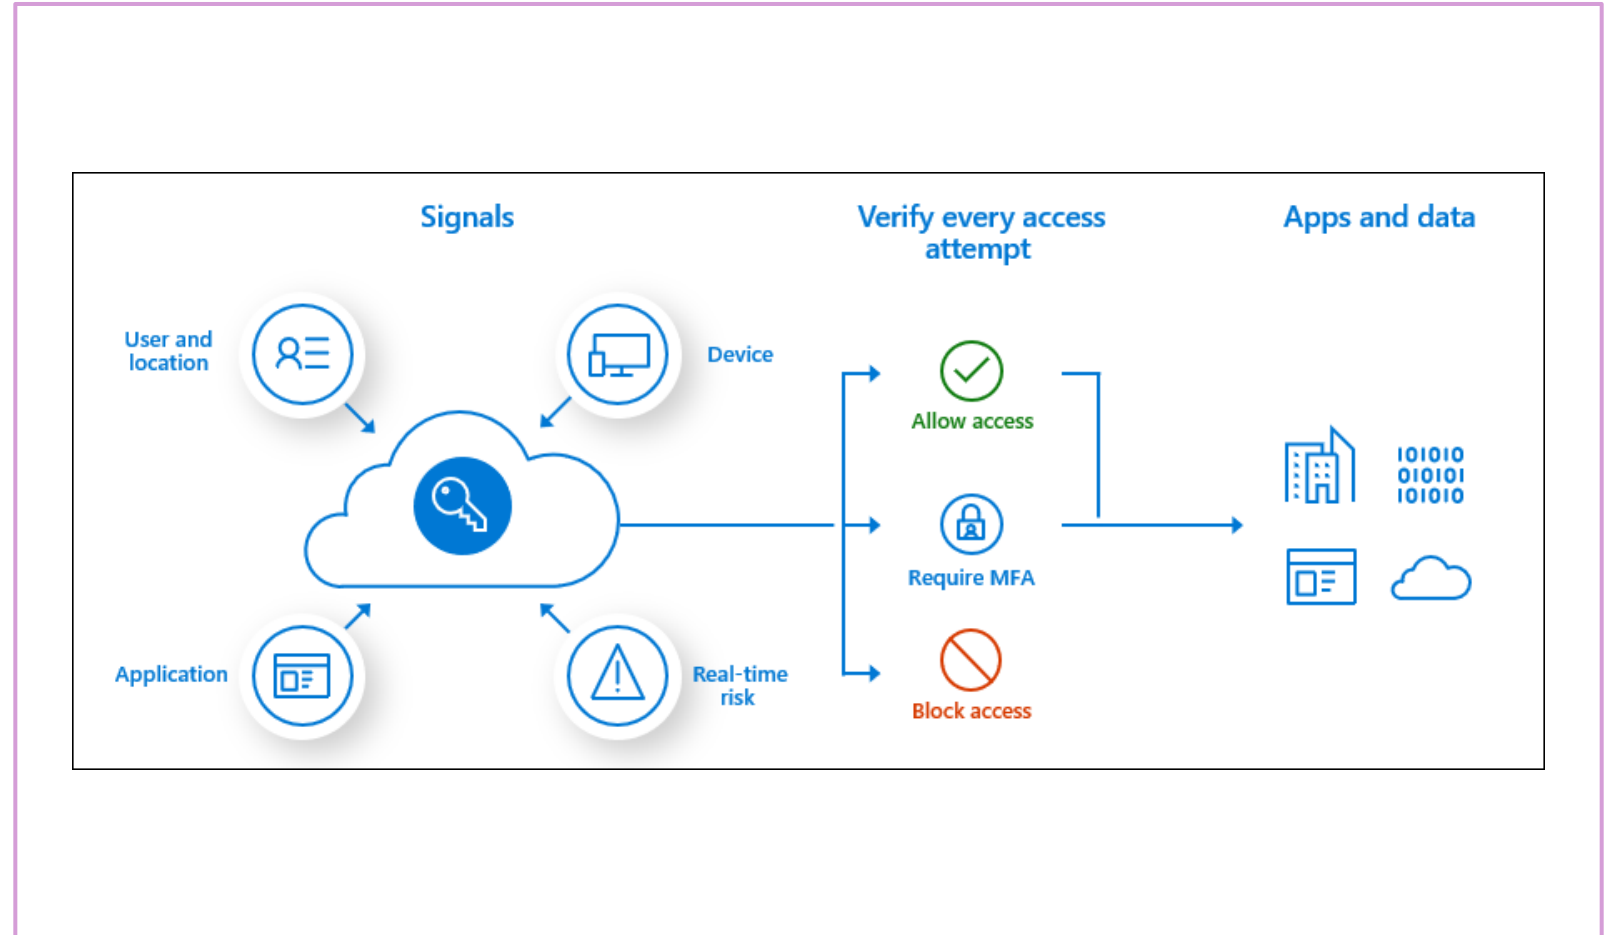 Signals
Verify every access
attempt
Apps and data
User and
location
Device
Allow access
101010
010101
101010
Require MFA
Application
Real-time
risk
Block access